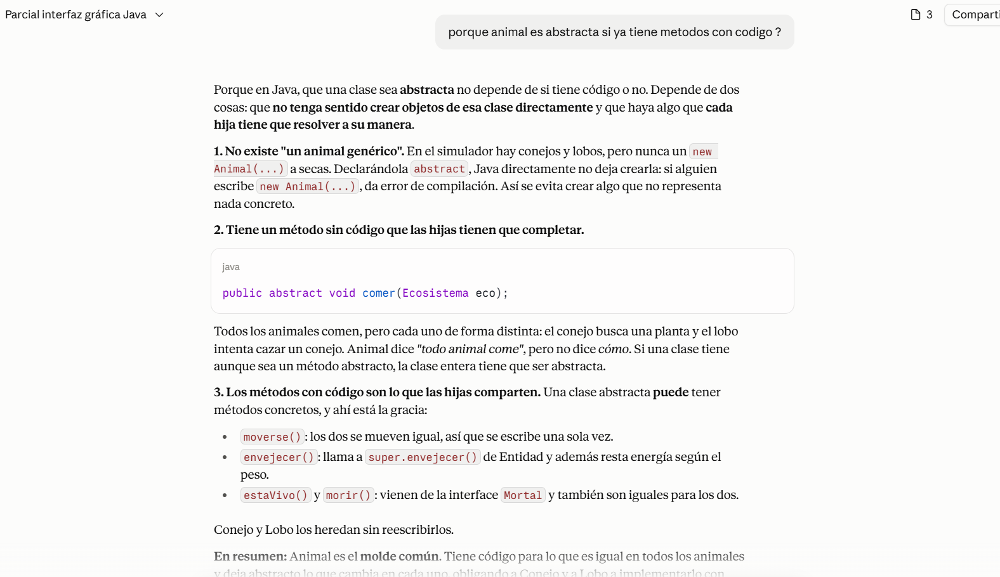 Parcial interfaz gráfica Java
3
Comparti
porque animal es abstracta si ya tiene metodos con codigo ?
Porque en Java, que una clase sea abstracta no depende de si tiene código o no. Depende de dos
cosas: que no tenga sentido crear objetos de esa clase directamente y que haya algo que cada
hija tiene que resolver a su manera.
1. No existe "un animal genérico". En el simulador hay conejos y lobos, pero nunca un new
Animal(...) a secas. Declarándola abstract, Java directamente no deja crearla: si alguien
escribe new Animal(...), da error de compilación. Así se evita crear algo que no representa
nada concreto.
2. Tiene un método sin código que las hijas tienen que completar.
java
public abstract void comer(Ecosistema eco);
Todos los animales comen, pero cada uno de forma distinta: el conejo busca una planta y el lobo
intenta cazar un conejo. Animal dice "todo animal come", pero no dice cómo. Si una clase tiene
aunque sea un método abstracto, la clase entera tiene que ser abstracta.
3. Los métodos con código son lo que las hijas comparten. Una clase abstracta puede tener
métodos concretos, y ahí está la gracia:
• moverse(): los dos se mueven igual, así que se escribe una sola vez.
• envejecer(): llama a super.envejecer() de Entidad y además resta energía según el
peso.
• estaVivo() y morir(): vienen de la interface Mortal y también son iguales para los dos.
Conejo y Lobo los heredan sin reescribirlos.
En resumen: Animal es el molde común. Tiene código para lo que es igual en todos los animales
y deja abstracto lo que cambia en cada uno, obligando a Conejo y a Lobo a implementarlo con